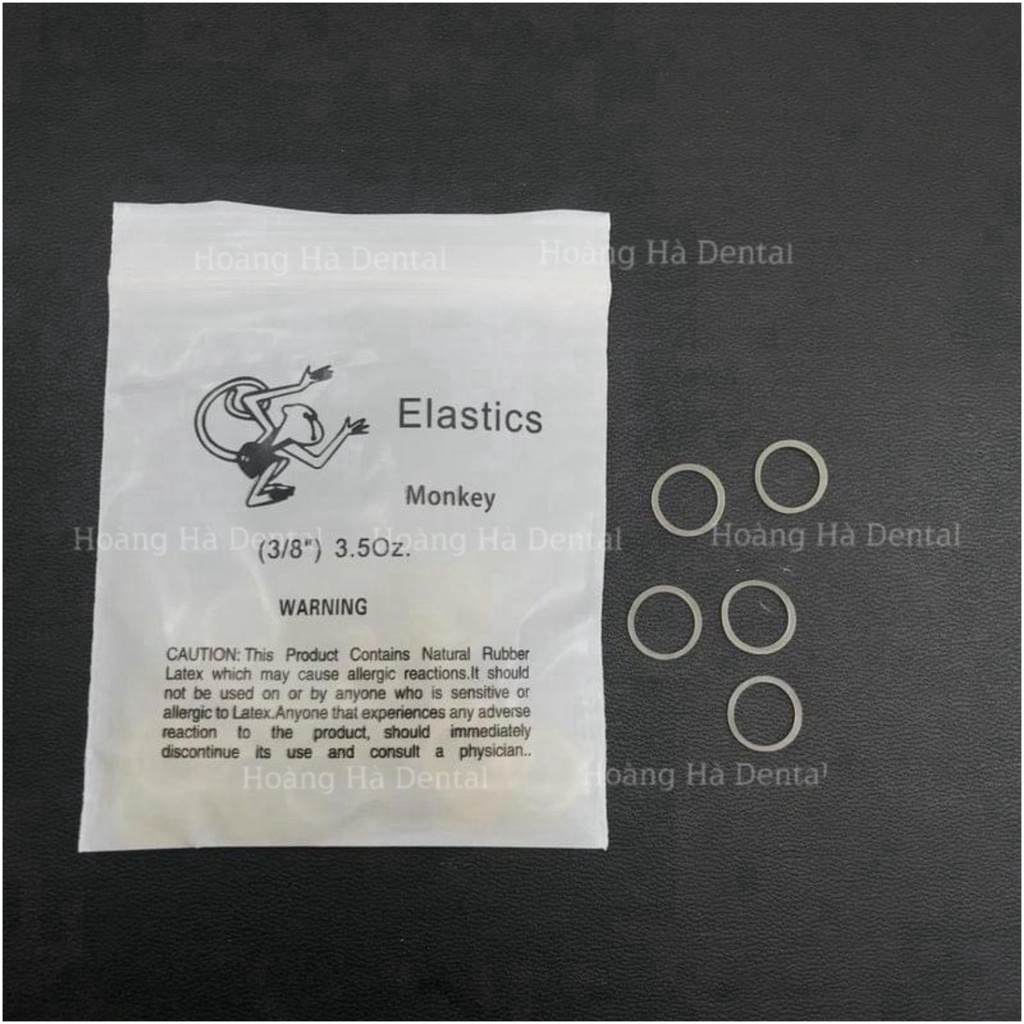 Hoàng Hà Dental Hoàng Hà Dental
Elastics
Monkey
Hoàng Hà Dental Hoàng Hà Dental Hoàng Hà Dental
(3/8") 3.5Oz.
WARNING
CAUTION: This Product Contains Natural Rubber
Latex which may cause allergic reactions.It should
not be used on or by anyone who is sensitive or
allergic to Latex.Anyone that experiences any adverse
reaction to the product, should immediately
discontinue its use and consult a physician..
Hoàng Hà Dental Hoàng Hà Dental